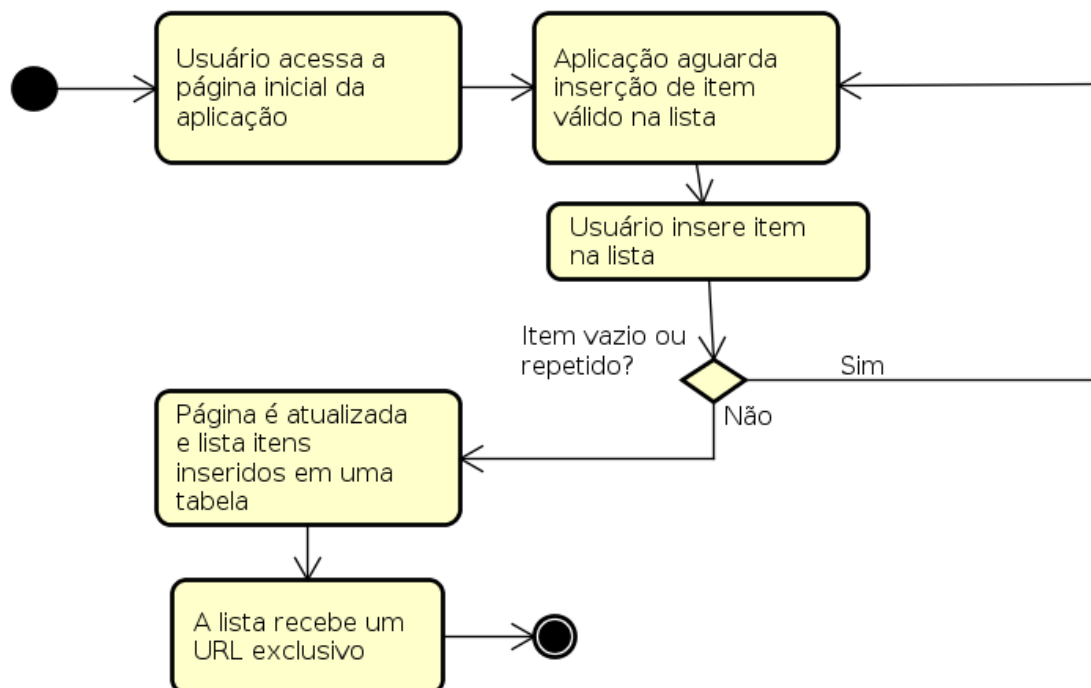 Usuário acessa a
página inicial da
aplicação
Aplicação aguarda
inserção de item
válido na lista
Usuário insere item
na lista
Item vazio ou
repetido?
Sim
Não
Página é atualizada
e lista itens
inseridos em uma
tabela
A lista recebe um
URL exclusivo